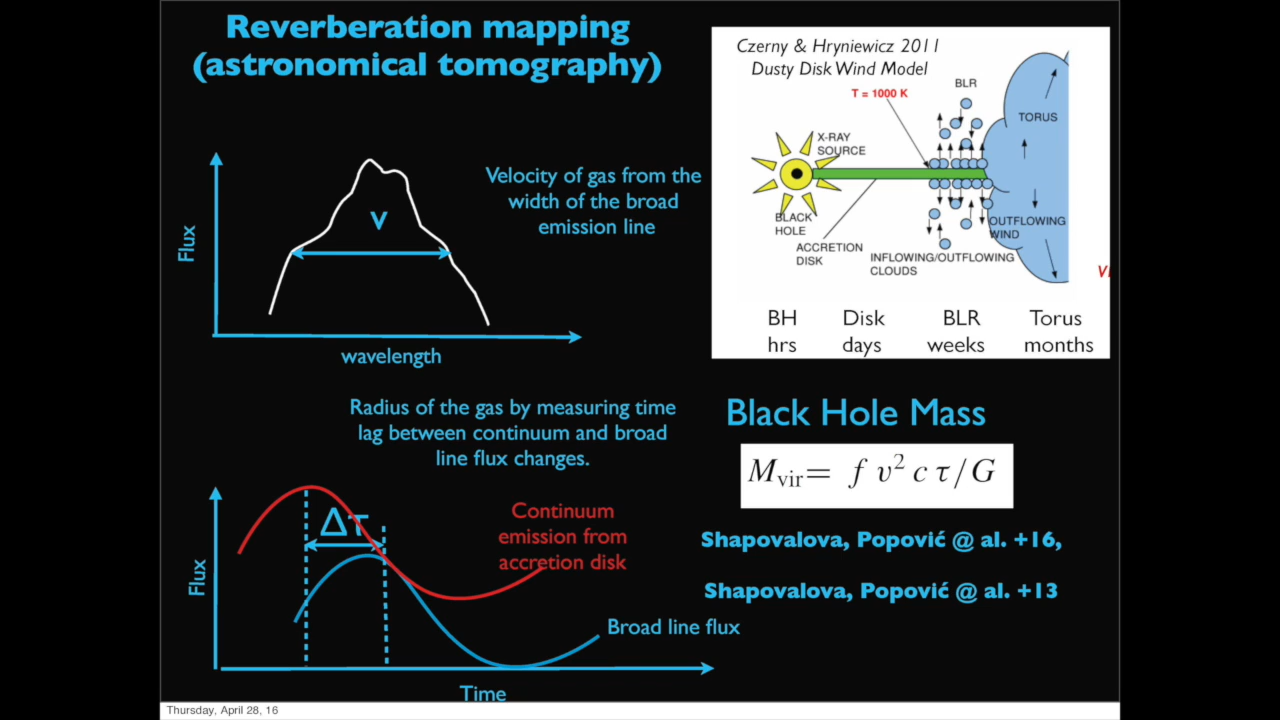 Reverberation mapping
(astronomical tomography)
Flux
v
wavelength
Velocity of gas from the
width of the broad
emission line
Czerny & Hryniewicz 2011
Dusty Disk Wind Model
T = 1000 K
BLR
TORUS
X-RAY
SOURCE
BLACK
HOLE
ACCRETION
DISK
INFLOWING/OUTFLOWING
CLOUDS
OUTFLOWING
WIND
BH Disk BLR Torus
hrs days weeks months
Radius of the gas by measuring time
lag between continuum and broad
line flux changes.
Flux
Δτ
Continuum
emission from
accretion disk
Broad line flux
Time
Black Hole Mass
M_vir = f v² c τ/G
Shapovalova, Popović @ al. +16,
Shapovalova, Popović @ al. +13
Thursday, April 28, 16